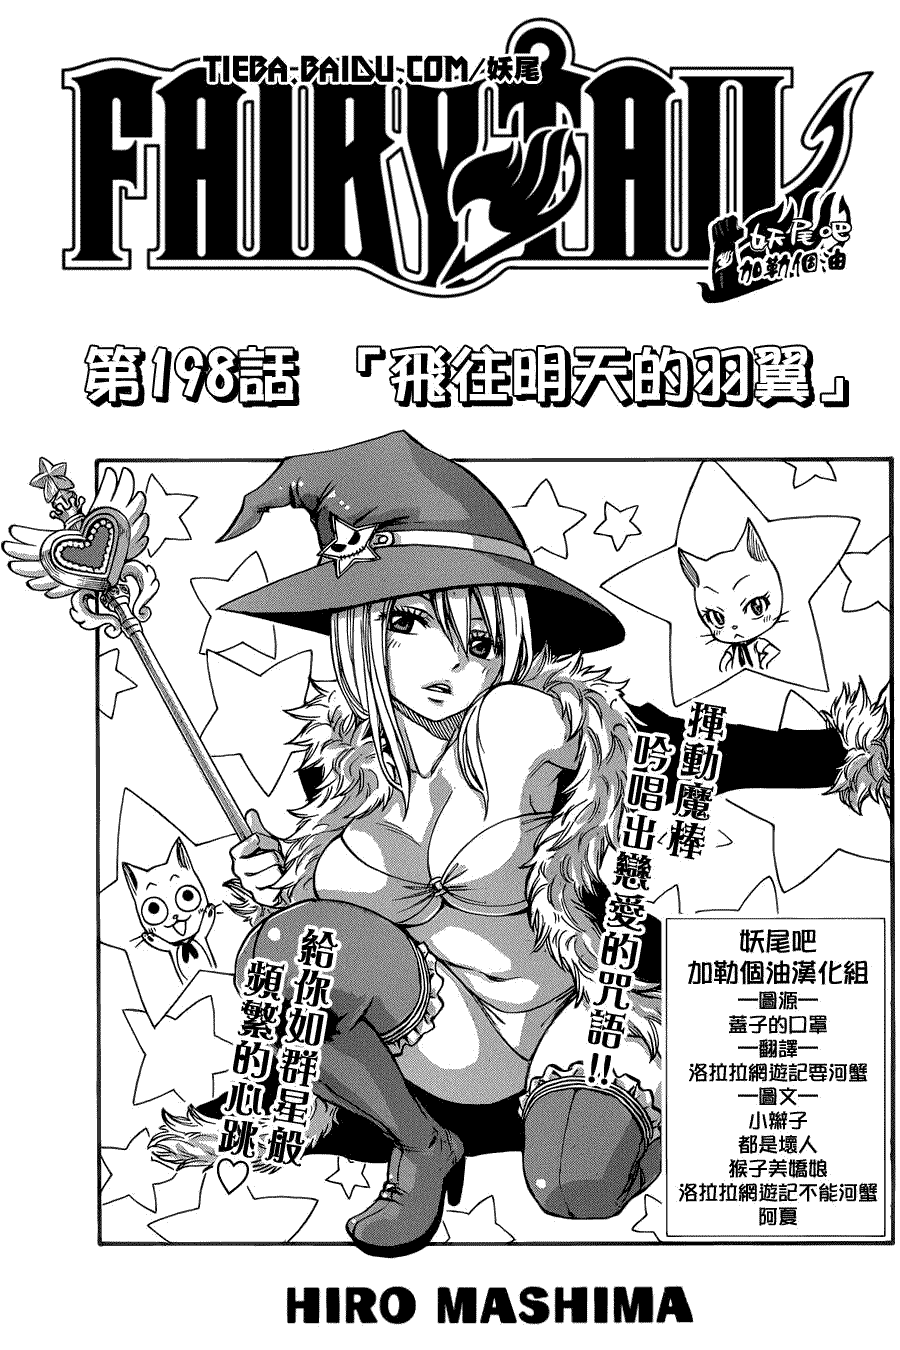 TIEBA.BAIDU.COM/妖尾
FAIRY TAIL
妖尾吧
加勒個油
第198話 「飛往明天的羽翼」
揮動魔棒
吟唱出戀愛的咒語!!
給你如群星般
頻繁的心跳♡
妖尾吧
加勒個油漢化組
—圖源—
蓋子的口罩
—翻譯—
洛拉拉網遊記要河蟹
—圖文—
小辮子
都是壞人
猴子美嬌娘
洛拉拉網遊記不能河蟹
阿夏
HIRO MASHIMA